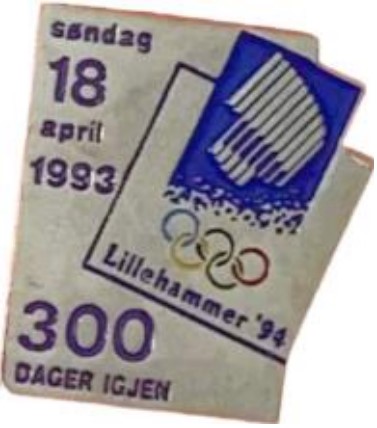 søndag
18
april
1993
Lillehammer '94
300
DAGER IGJEN